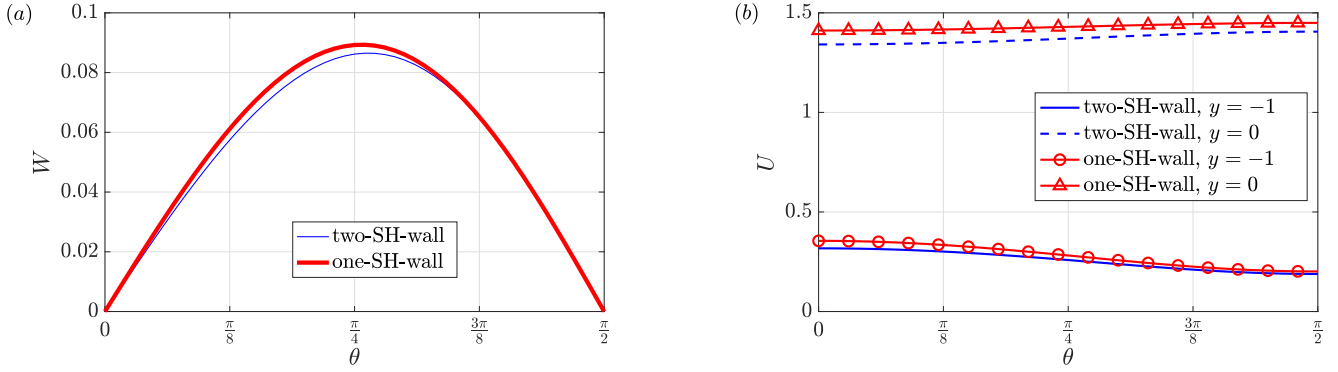 (a)
0.1
0.08
0.06
0.04
0.02
0
W
two-SH-wall
one-SH-wall
0
π/8
π/4
3π/8
π/2
θ
(b)
1.5
1
0.5
0
U
two-SH-wall, y = −1
two-SH-wall, y = 0
one-SH-wall, y = −1
one-SH-wall, y = 0
0
π/8
π/4
3π/8
π/2
θ